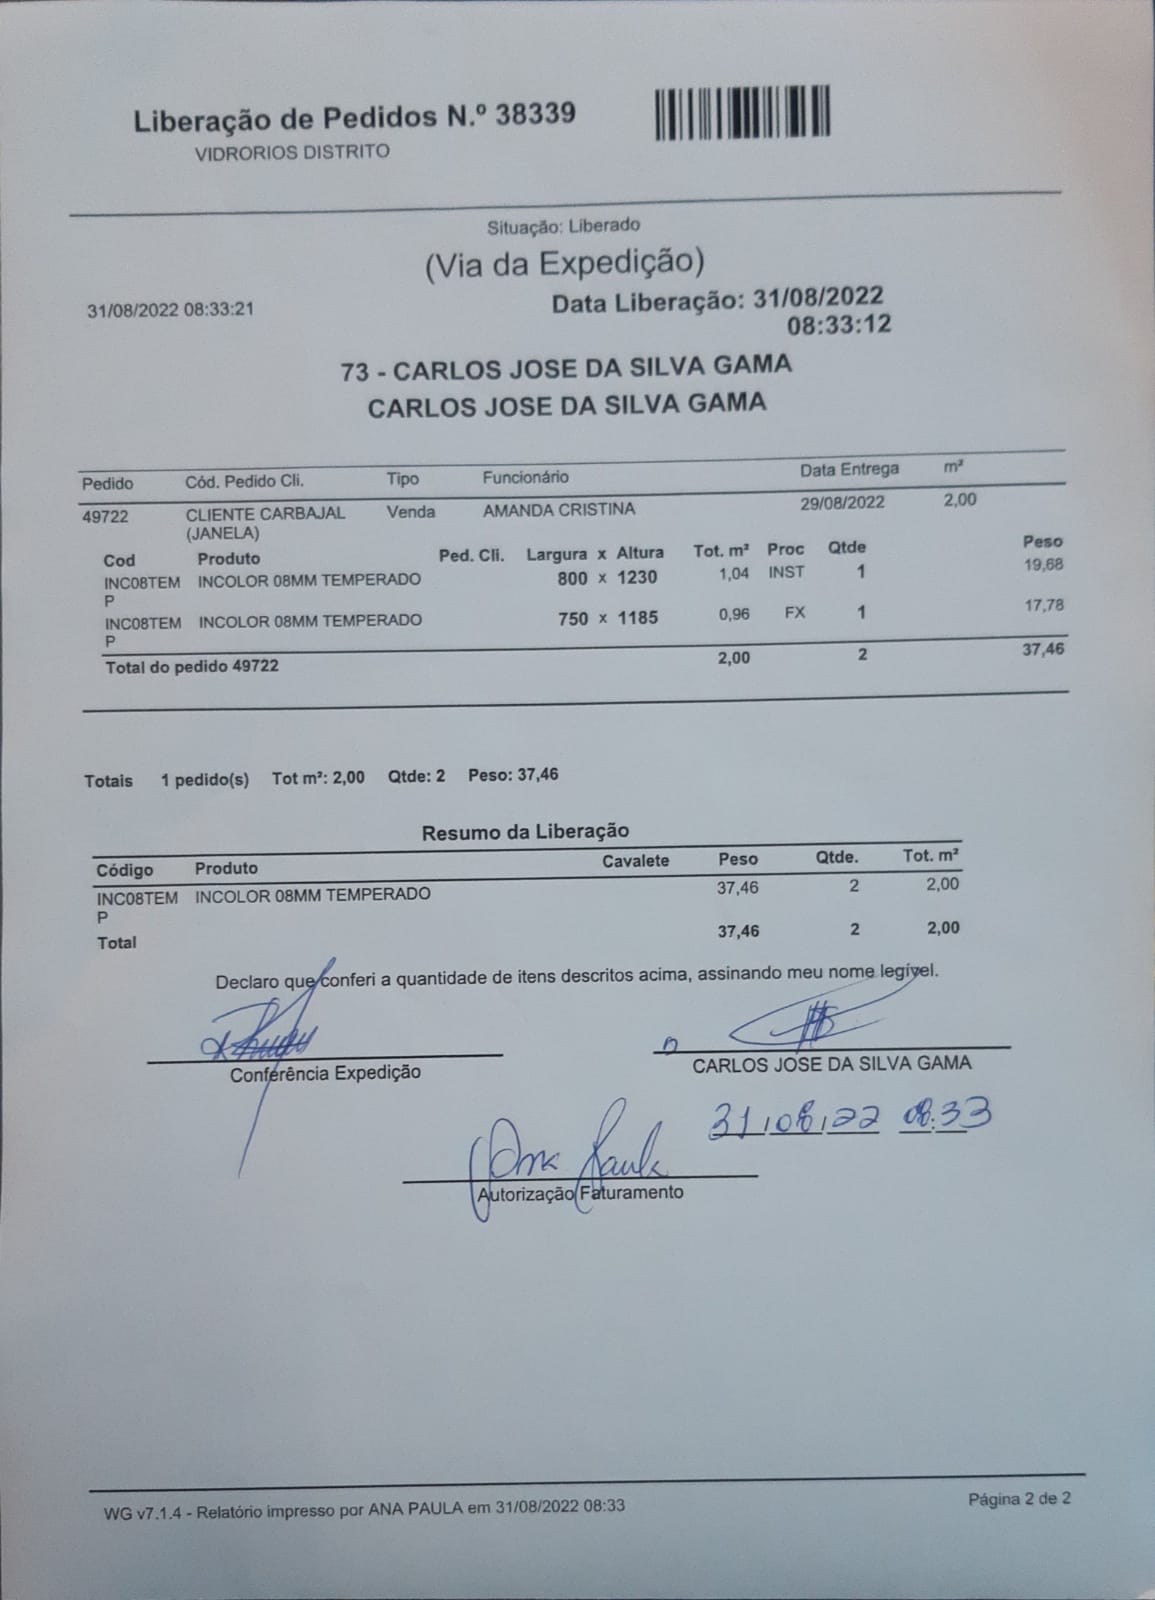 Liberação de Pedidos N.º 38339
VIDRORIOS DISTRITO
Situação: Liberado
(Via da Expedição)
31/08/2022 08:33:21
Data Liberação: 31/08/2022
08:33:12
73 - CARLOS JOSE DA SILVA GAMA
CARLOS JOSE DA SILVA GAMA
Pedido Cód. Pedido Cli. Tipo Funcionário Data Entrega m²
49722 CLIENTE CARBAJAL Venda AMANDA CRISTINA 29/08/2022 2,00
(JANELA)
Cod Produto Ped. Cli. Largura x Altura Tot. m² Proc Qtde Peso
INC08TEM INCOLOR 08MM TEMPERADO 800 x 1230 1,04 INST 1 19,68
P
INC08TEM INCOLOR 08MM TEMPERADO 750 x 1185 0,96 FX 1 17,78
P
Total do pedido 49722 2,00 2 37,46
Totais 1 pedido(s) Tot m²: 2,00 Qtde: 2 Peso: 37,46
Resumo da Liberação
Código Produto Cavalete Peso Qtde. Tot. m²
INC08TEM INCOLOR 08MM TEMPERADO 37,46 2 2,00
P
Total 37,46 2 2,00
Declaro que conferi a quantidade de itens descritos acima, assinando meu nome legível.
Conferência Expedição
CARLOS JOSE DA SILVA GAMA
31/08/22 08:33
Ana Paula
Autorização Faturamento
WG v7.1.4 - Relatório impresso por ANA PAULA em 31/08/2022 08:33
Página 2 de 2